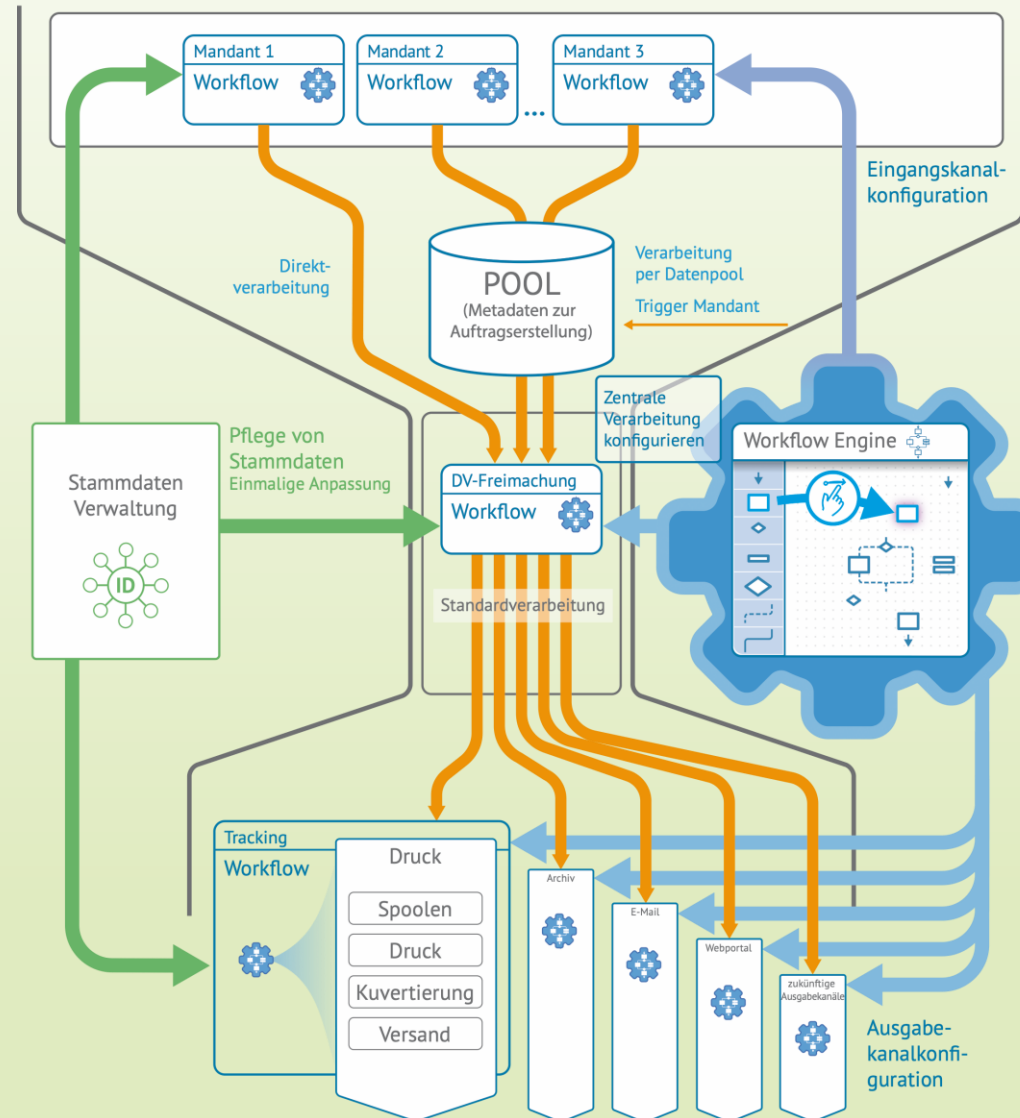 Mandant 1
Workflow
Mandant 2
Workflow
...
Mandant 3
Workflow
Eingangskanal-
konfiguration
Direkt-
verarbeitung
POOL
(Metadaten zur
Auftragserstellung)
Verarbeitung
per Datenpool
Trigger Mandant
Zentrale
Verarbeitung
konfigurieren
Workflow Engine
Stammdaten
Verwaltung
ID
Pflege von
Stammdaten
Einmalige Anpassung
DV-Freimachung
Workflow
Standardverarbeitung
Tracking
Workflow
Druck
Spoolen
Druck
Kuvertierung
Versand
Archiv
E-Mail
Webportal
zukünftige
Ausgabekanäle
Ausgabe-
kanalkonfi-
guration